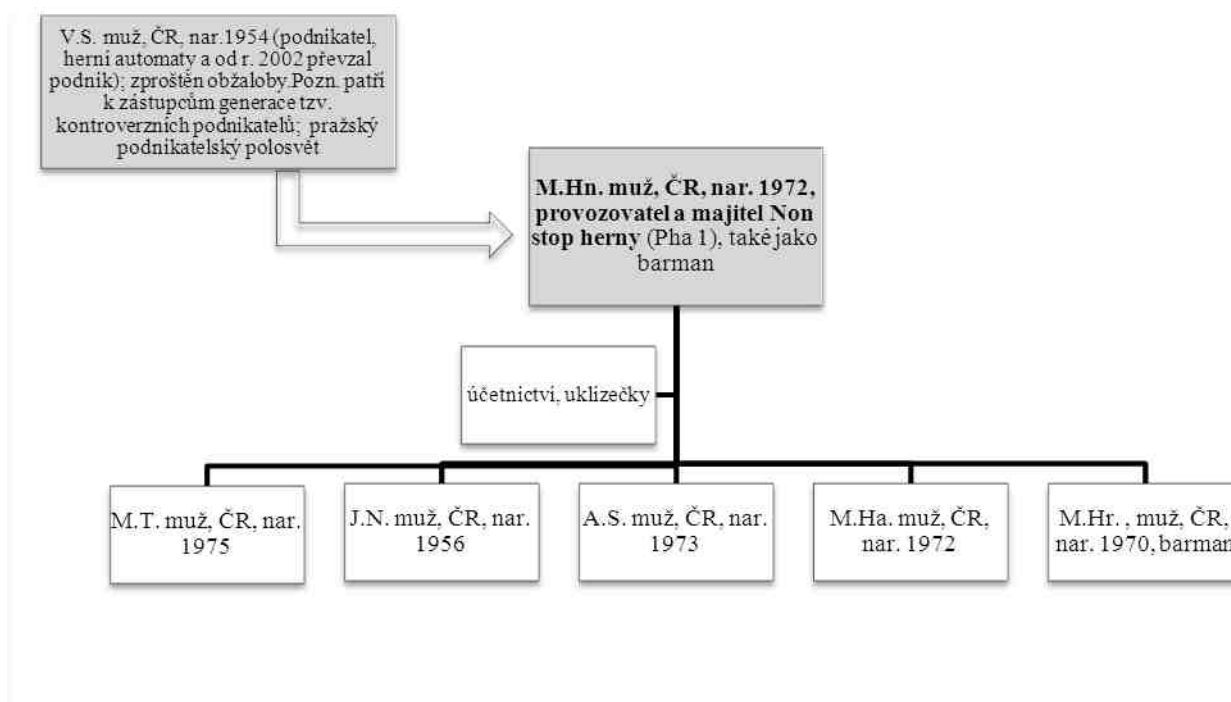 V.S. muž, ČR, nar.1954 (podnikatel,
herní automaty a od r. 2002 převzal
podnik); zproštěn obžaloby.Pozn. patří
k zástupcům generace tzv.
kontroverzních podnikatelů; pražský
podnikatelský polosvět
M.Hn. muž, ČR, nar. 1972,
provozovatel a majitel Non
stop herny (Pha 1), také jako
barman
účetnictví, uklízečky
M.T. muž, ČR, nar.
1975
J.N. muž, ČR, nar.
1956
A.S. muž, ČR, nar.
1973
M.Ha. muž, ČR,
nar. 1972
M.Hr. , muž, ČR,
nar. 1970, barman